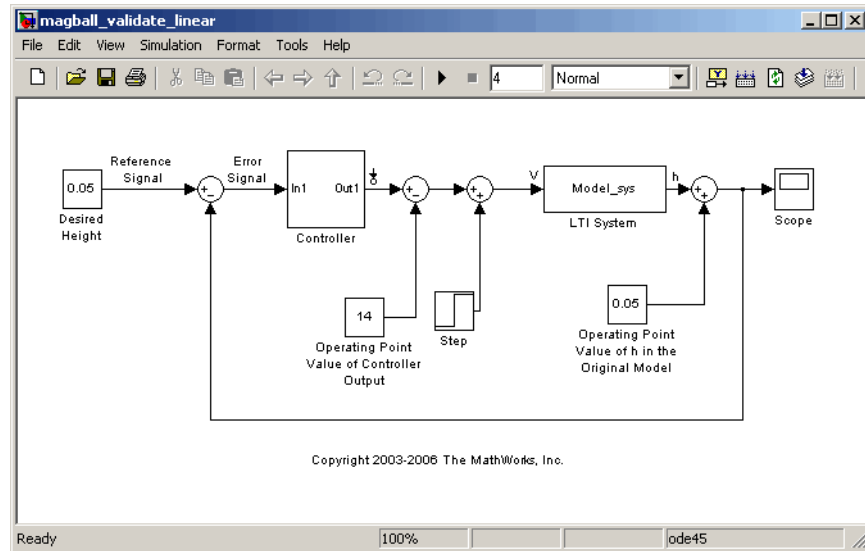 magball_validate_linear
File Edit View Simulation Format Tools Help
4 Normal
Reference
Signal
Error
Signal
0.05
Desired
Height
+
−
In1 Out1
Controller
+
−
+
+
V
Model_sys
LTI System
h
+
+
Scope
14
Operating Point
Value of Controller
Output
Step
0.05
Operating Point
Value of h in the
Original Model
Copyright 2003-2006 The MathWorks, Inc.
Ready 100% ode45